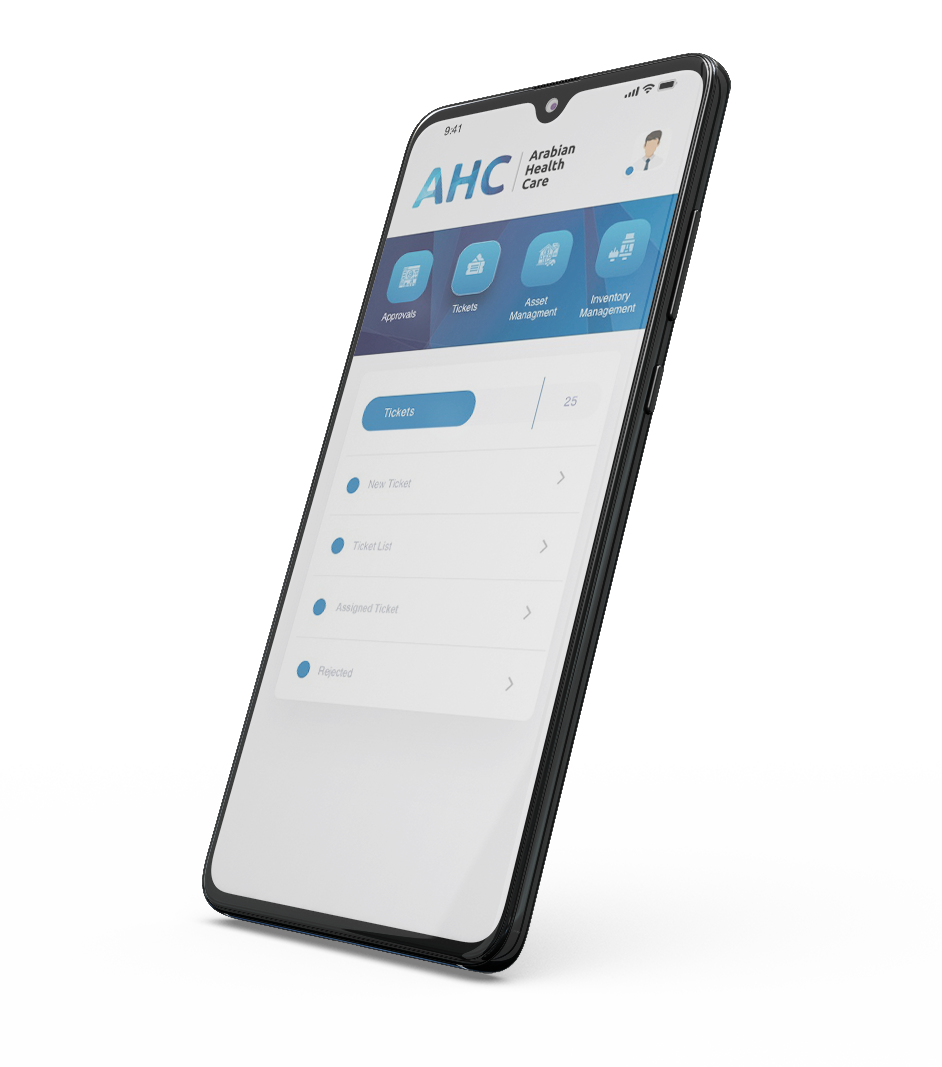 9:41
AHC
Arabian
Health
Care
Approvals
Tickets
Asset
Managment
Inventory
Management
Tickets
25
New Ticket
Ticket List
Assigned Ticket
Rejected